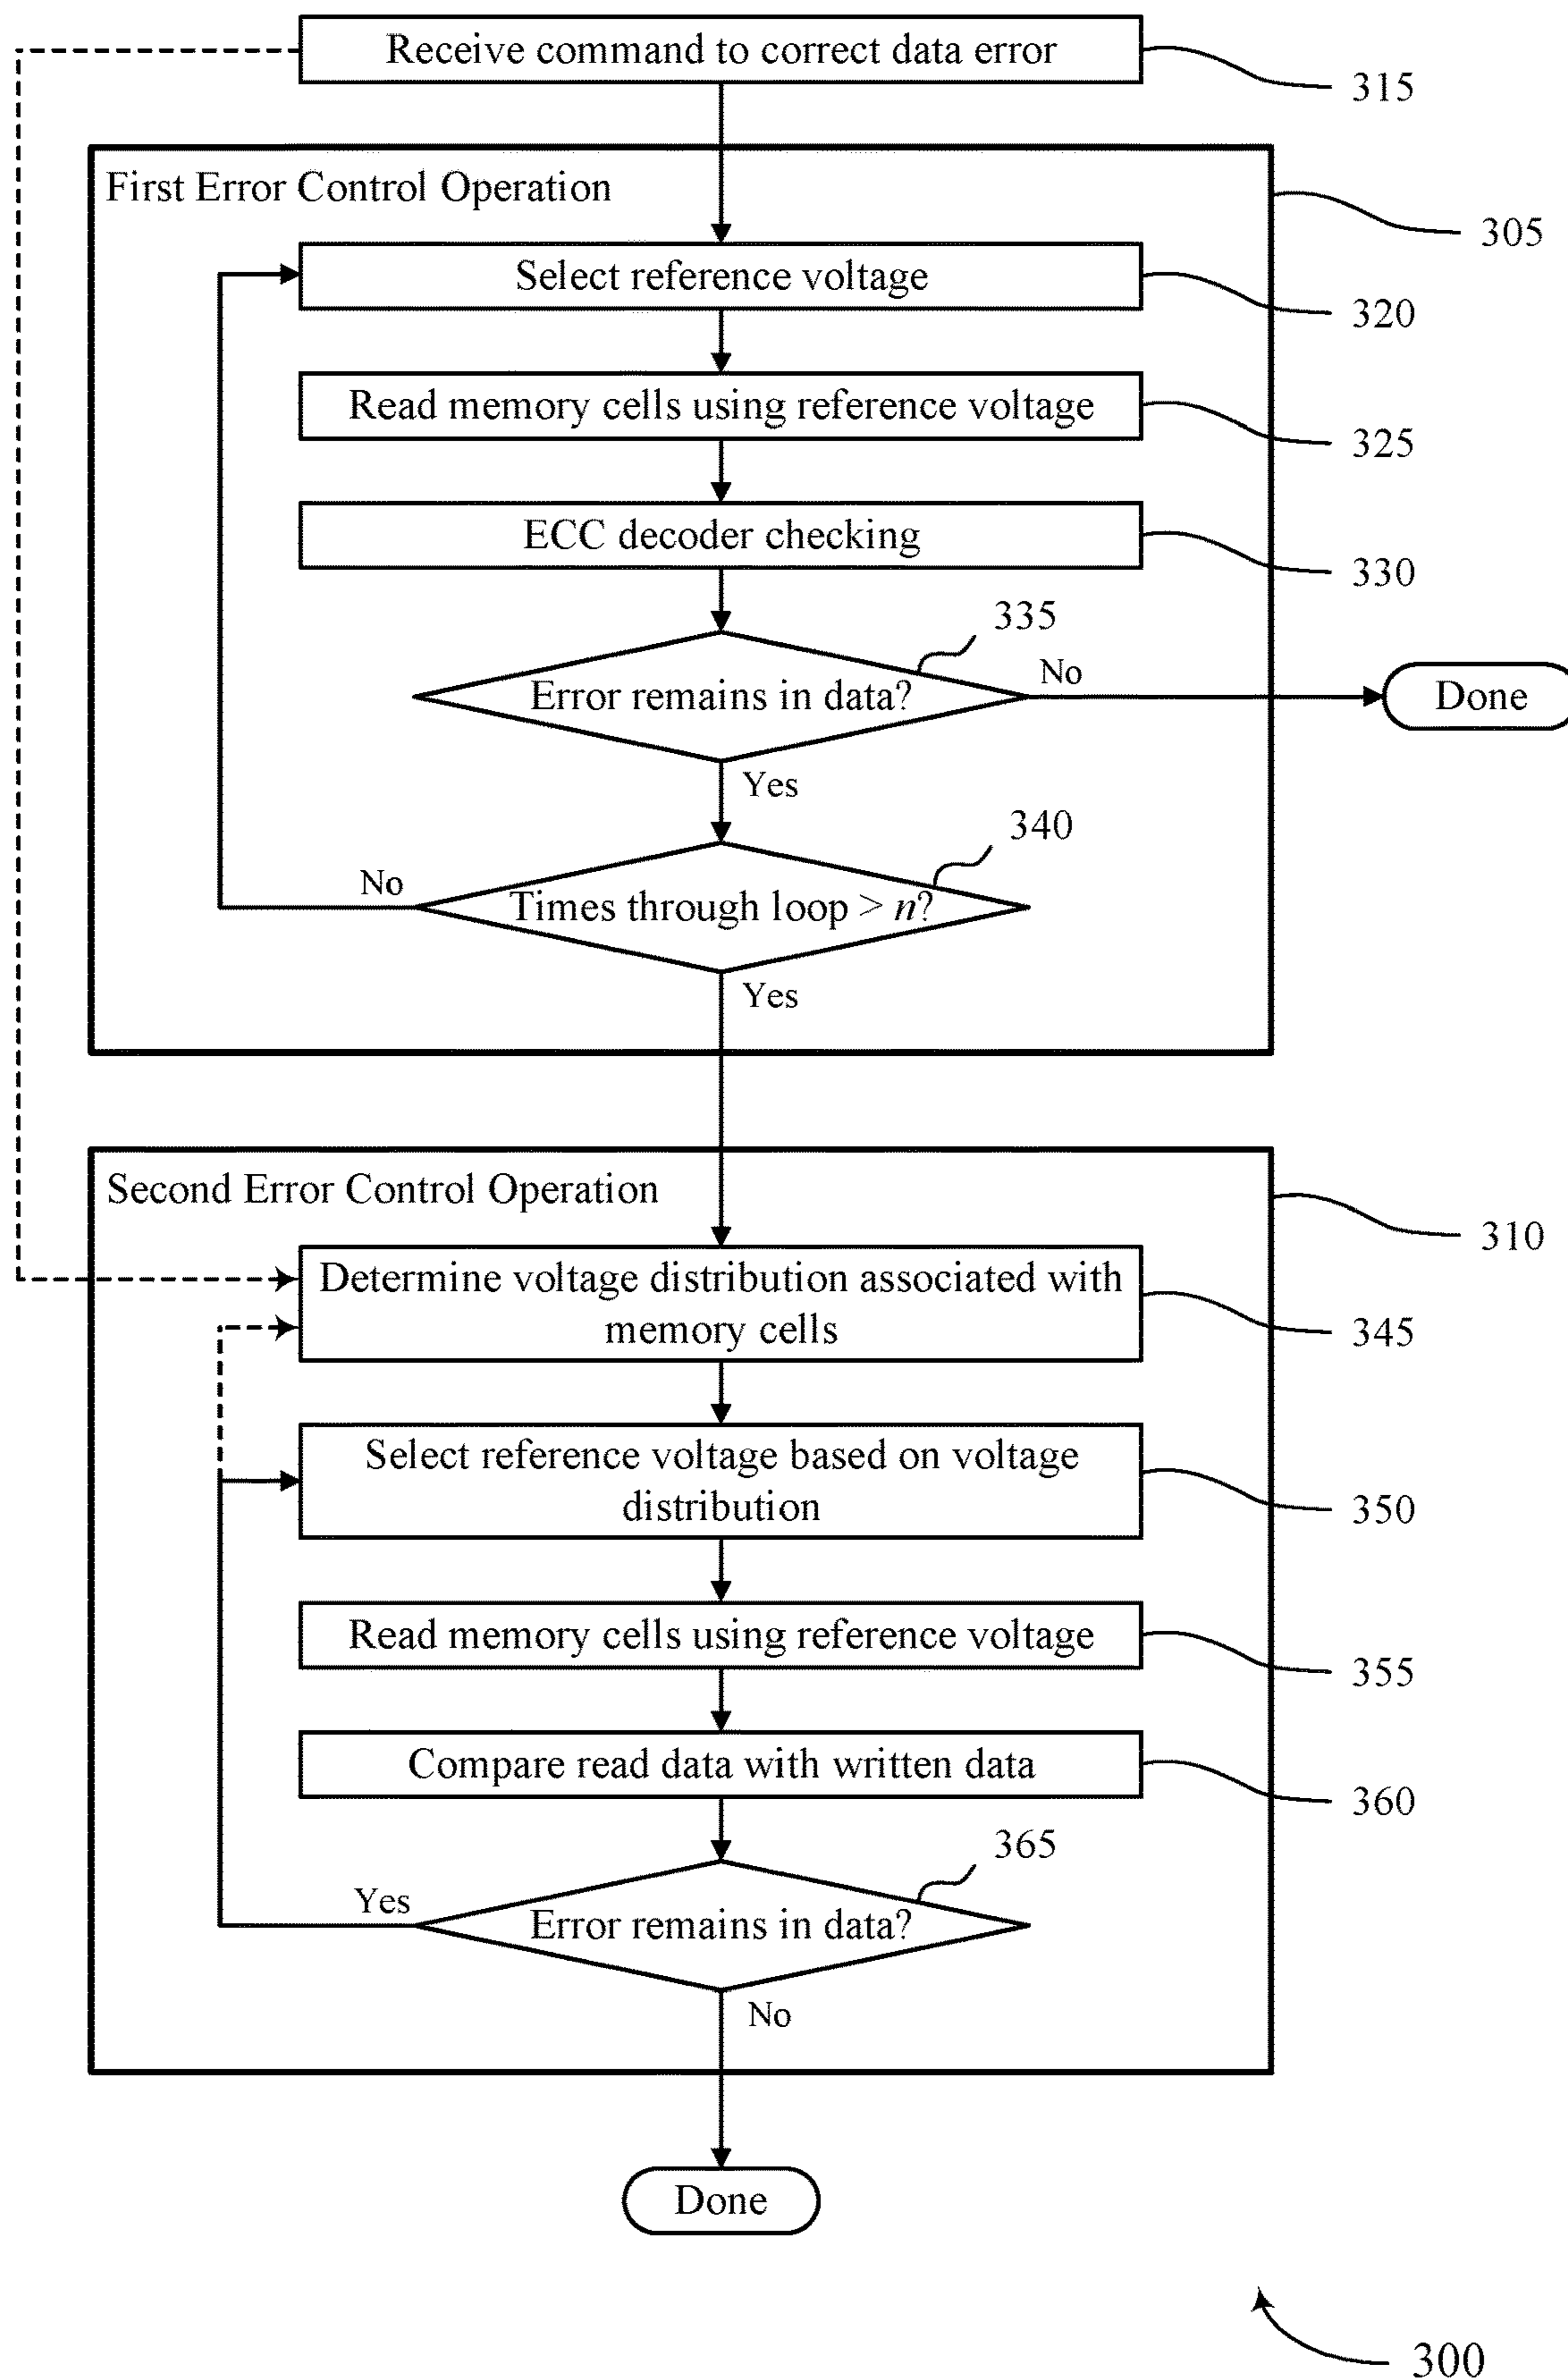 Receive command to correct data error
315
First Error Control Operation
305
Select reference voltage
320
Read memory cells using reference voltage
325
ECC decoder checking
330
335
Error remains in data?
No
Done
Yes
340
No
Times through loop > n?
Yes
Second Error Control Operation
310
Determine voltage distribution associated with
memory cells
345
Select reference voltage based on voltage
distribution
350
Read memory cells using reference voltage
355
Compare read data with written data
360
365
Yes
Error remains in data?
No
Done
300